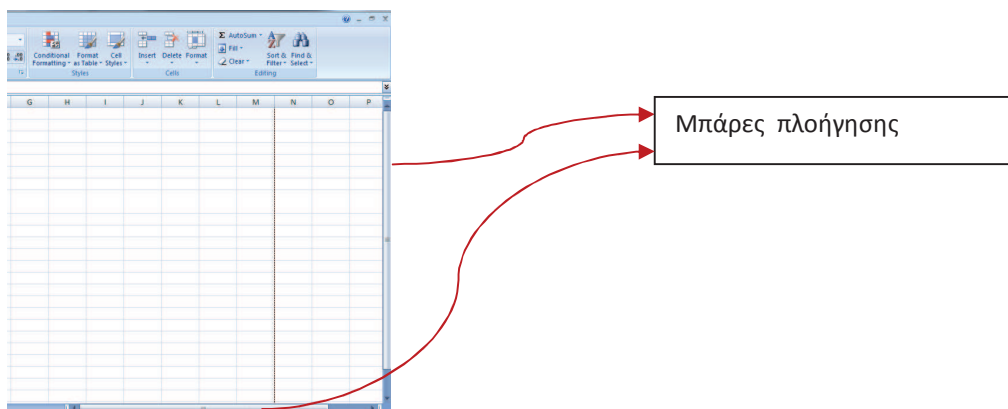 Σ AutoSum
Fill
Clear
Conditional Formatting
Format as Table
Cell Styles
Insert
Delete
Format
Sort & Filter
Find & Select
Styles
Cells
Editing
G H I J K L M N O P
Μπάρες πλοήγησης